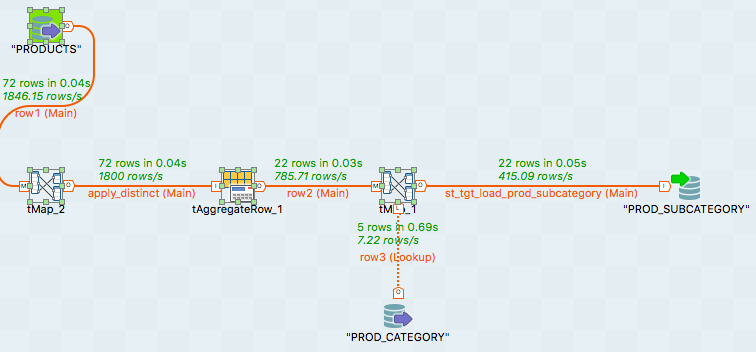 "PRODUCTS"
72 rows in 0.04s
1846.15 rows/s
row1 (Main)
72 rows in 0.04s
1800 rows/s
apply_distinct (Main)
22 rows in 0.03s
785.71 rows/s
row2 (Main)
22 rows in 0.05s
415.09 rows/s
st_tgt_load_prod_subcategory (Main)
M
O
I
O
M
O
I
O
tMap_2
tAggregateRow_1
tMap_1
"PROD_SUBCATEGORY"
L
5 rows in 0.69s
7.22 rows/s
row3 (Lookup)
O
"PROD_CATEGORY"